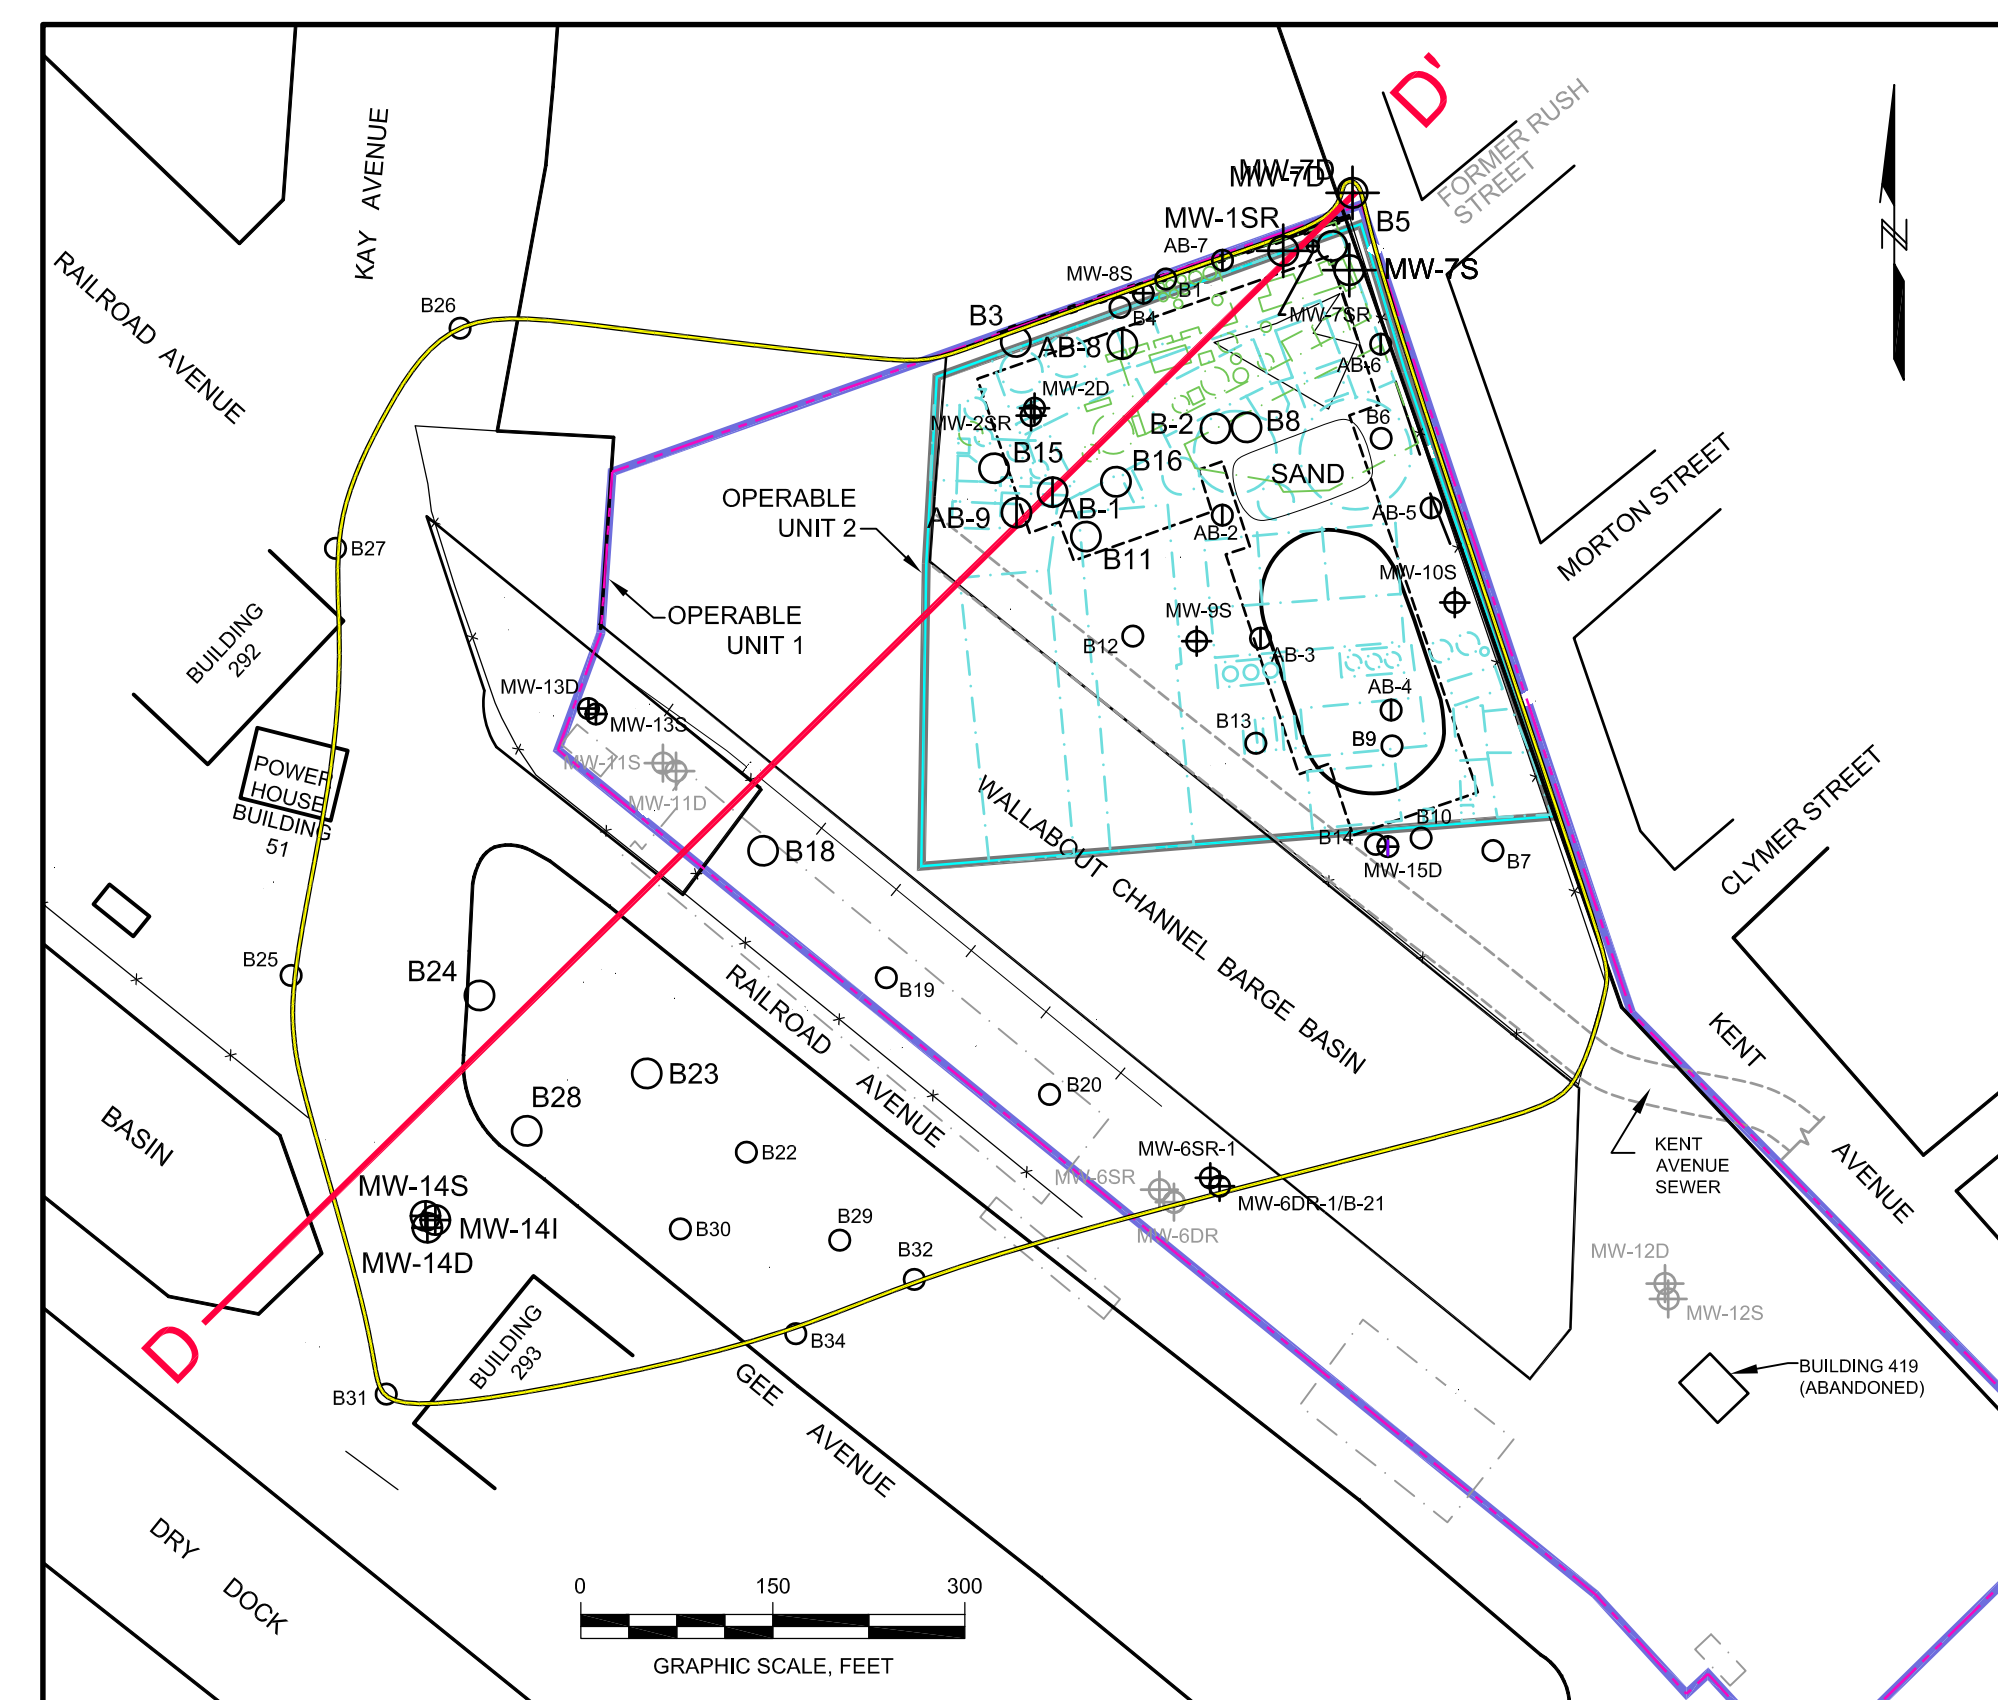 D'
FORMER RUSH
STREET
KAY AVENUE
RAILROAD AVENUE
MW-7D
MW-7D
MW-1SR
B5
AB-7
MW-8S
B1
MW-7S
N
B26
B3
B4
AB-8
MW-7SR
AB-6
MW-2D
MW-2SR
B-2
B8
B6
B15
B16
SAND
MORTON STREET
OPERABLE
UNIT 2
AB-9
AB-1
AB-2
AB-5
B27
B11
MW-10S
BUILDING
292
OPERABLE
UNIT 1
B12
MW-9S
AB-3
MW-13D
MW-13S
AB-4
B13
B9
MW-11S
MW-11D
POWER
HOUSE
BUILDING
51
WALLABOUT CHANNEL BARGE BASIN
CLYMER STREET
B18
B14
B10
MW-15D
B7
B25
B24
B19
RAILROAD
AVENUE
KENT
AVENUE
B23
B20
B28
BASIN
B22
MW-6SR-1
MW-6SR
MW-6DR-1/B-21
MW-6DR
KENT
AVENUE
SEWER
MW-14S
MW-14I
MW-14D
B30
B29
B32
MW-12D
MW-12S
D
BUILDING
293
B34
B31
GEE
AVENUE
BUILDING 419
(ABANDONED)
DRY
DOCK
0 150 300
GRAPHIC SCALE, FEET